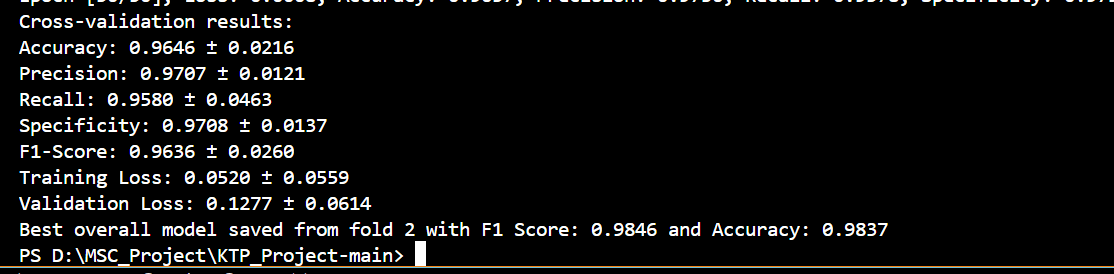 Cross-validation results:
Accuracy: 0.9646 ± 0.0216
Precision: 0.9707 ± 0.0121
Recall: 0.9580 ± 0.0463
Specificity: 0.9708 ± 0.0137
F1-Score: 0.9636 ± 0.0260
Training Loss: 0.0520 ± 0.0559
Validation Loss: 0.1277 ± 0.0614
Best overall model saved from fold 2 with F1 Score: 0.9846 and Accuracy: 0.9837
PS D:\MSC_Project\KTP_Project-main>